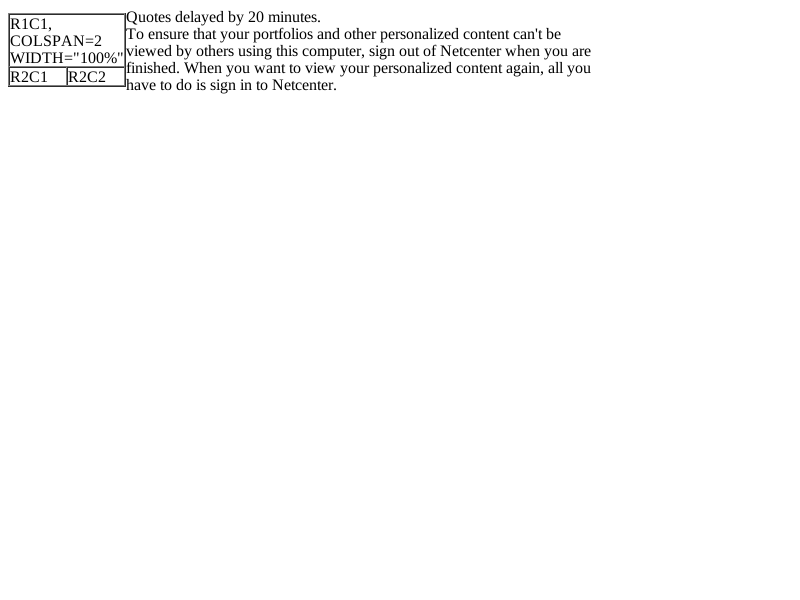 R1C1,
COLSPAN=2
WIDTH="100%"
R2C1 R2C2
Quotes delayed by 20 minutes.
To ensure that your portfolios and other personalized content can't be
viewed by others using this computer, sign out of Netcenter when you are
finished. When you want to view your personalized content again, all you
have to do is sign in to Netcenter.